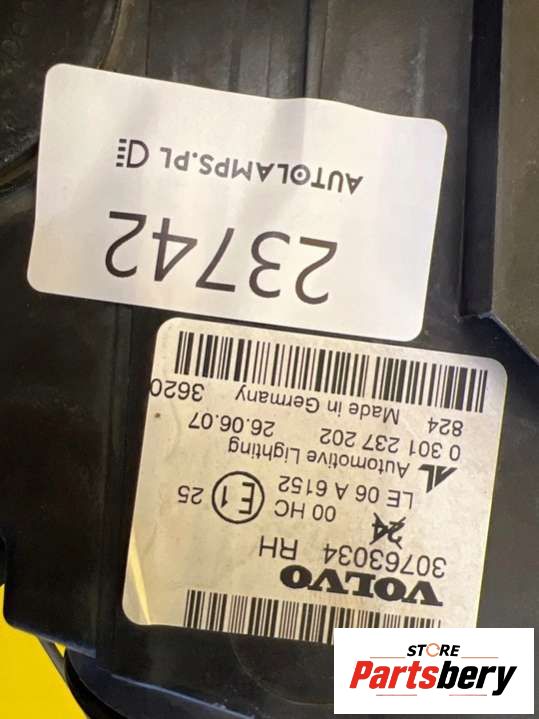 AUTOLAMPS.PL
23742
VOLVO
30763034 RH
24
00 HC E1 25
LE 06 A 6152
AL Automotive Lighting
0 301 237 202 26.06.07
824 Made in Germany 3620
STORE
Partsbery